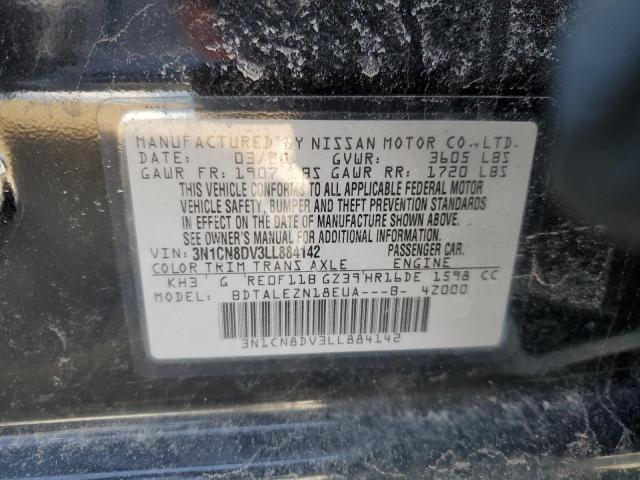 MANUFACTURED BY NISSAN MOTOR CO., LTD.
DATE: 03/20 GVWR: 3605 LBS
GAWR FR: 1907 LBS GAWR RR: 1720 LBS
THIS VEHICLE CONFORMS TO ALL APPLICABLE FEDERAL MOTOR
VEHICLE SAFETY, BUMPER AND THEFT PREVENTION STANDARDS
IN EFFECT ON THE DATE OF MANUFACTURE SHOWN ABOVE.
SEE OWNER'S MANUAL FOR ADDITIONAL INFORMATION.
VIN: 3N1CN8DV3LL884142 PASSENGER CAR.
COLOR TRIM TRANS AXLE ENGINE
KH3 G RE0F11B GZ39 HR16DE 1598 CC
MODEL: BDTALEZN18EUA---B- 4Z000
3N1CN8DV3LL884142